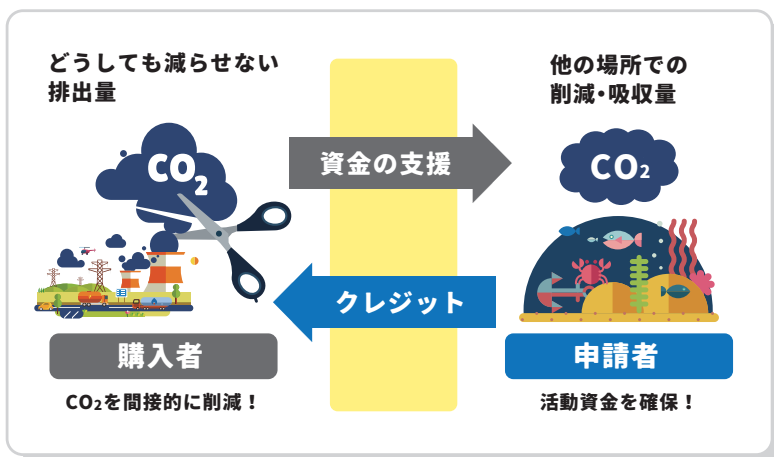 どうしても減らせない
排出量
CO2
資金の支援
クレジット
購入者
CO2を間接的に削減！
他の場所での
削減・吸収量
CO2
申請者
活動資金を確保！